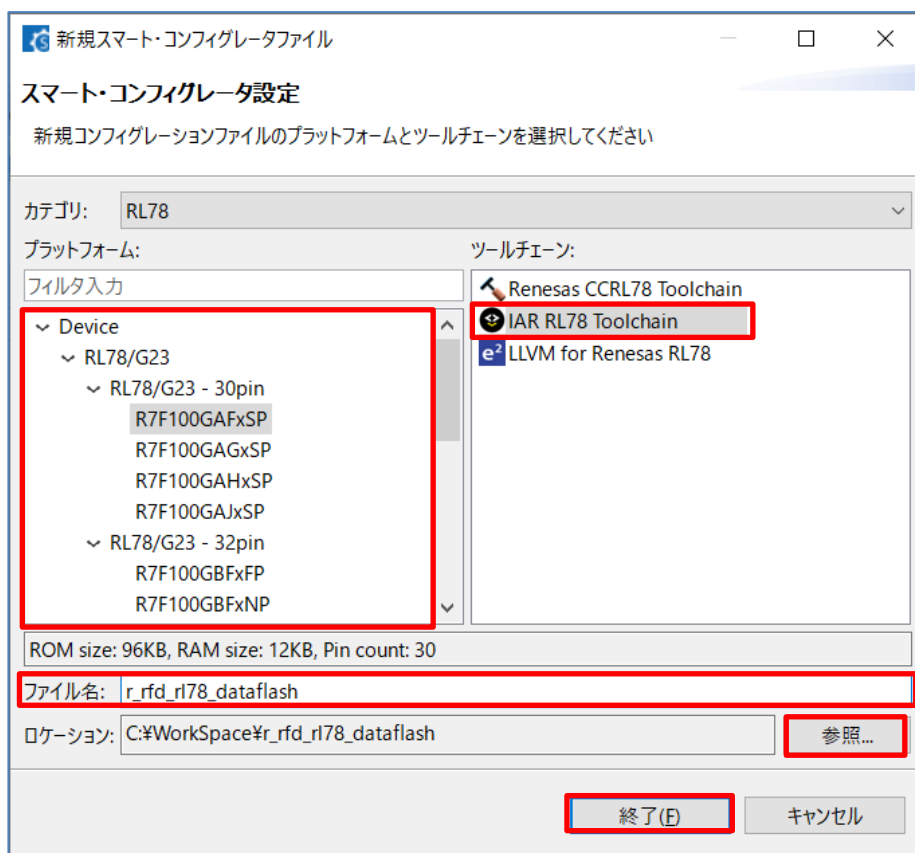 新規スマート・コンフィグレータファイル
スマート・コンフィグレータ設定
新規コンフィグレーションファイルのプラットフォームとツールチェーンを選択してください
カテゴリ: RL78
プラットフォーム: ツールチェーン:
フィルタ入力
Renesas CCRL78 Toolchain
Device
IAR RL78 Toolchain
RL78/G23
e² LLVM for Renesas RL78
RL78/G23 - 30pin
R7F100GAFxSP
R7F100GAGxSP
R7F100GAHxSP
R7F100GAJxSP
RL78/G23 - 32pin
R7F100GBFxFP
R7F100GBFxNP
ROM size: 96KB, RAM size: 12KB, Pin count: 30
ファイル名: r_rfd_rl78_dataflash
ロケーション: C:¥WorkSpace¥r_rfd_rl78_dataflash 参照...
終了(F) キャンセル